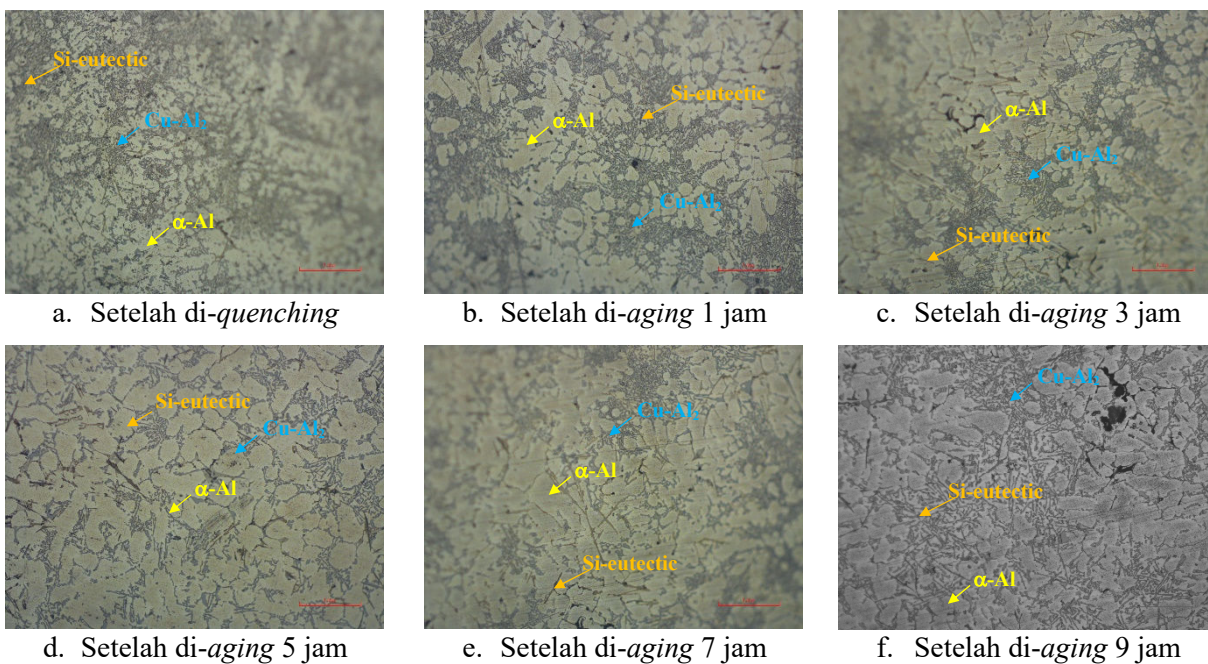 Si-eutectic
Cu-Al₂
α-Al
a. Setelah di-quenching
Si-eutectic
α-Al
Cu-Al₂
b. Setelah di-aging 1 jam
α-Al
Cu-Al₂
Si-eutectic
c. Setelah di-aging 3 jam
Si-eutectic
Cu-Al₂
α-Al
d. Setelah di-aging 5 jam
Cu-Al₂
α-Al
Si-eutectic
e. Setelah di-aging 7 jam
Cu-Al₂
Si-eutectic
α-Al
f. Setelah di-aging 9 jam